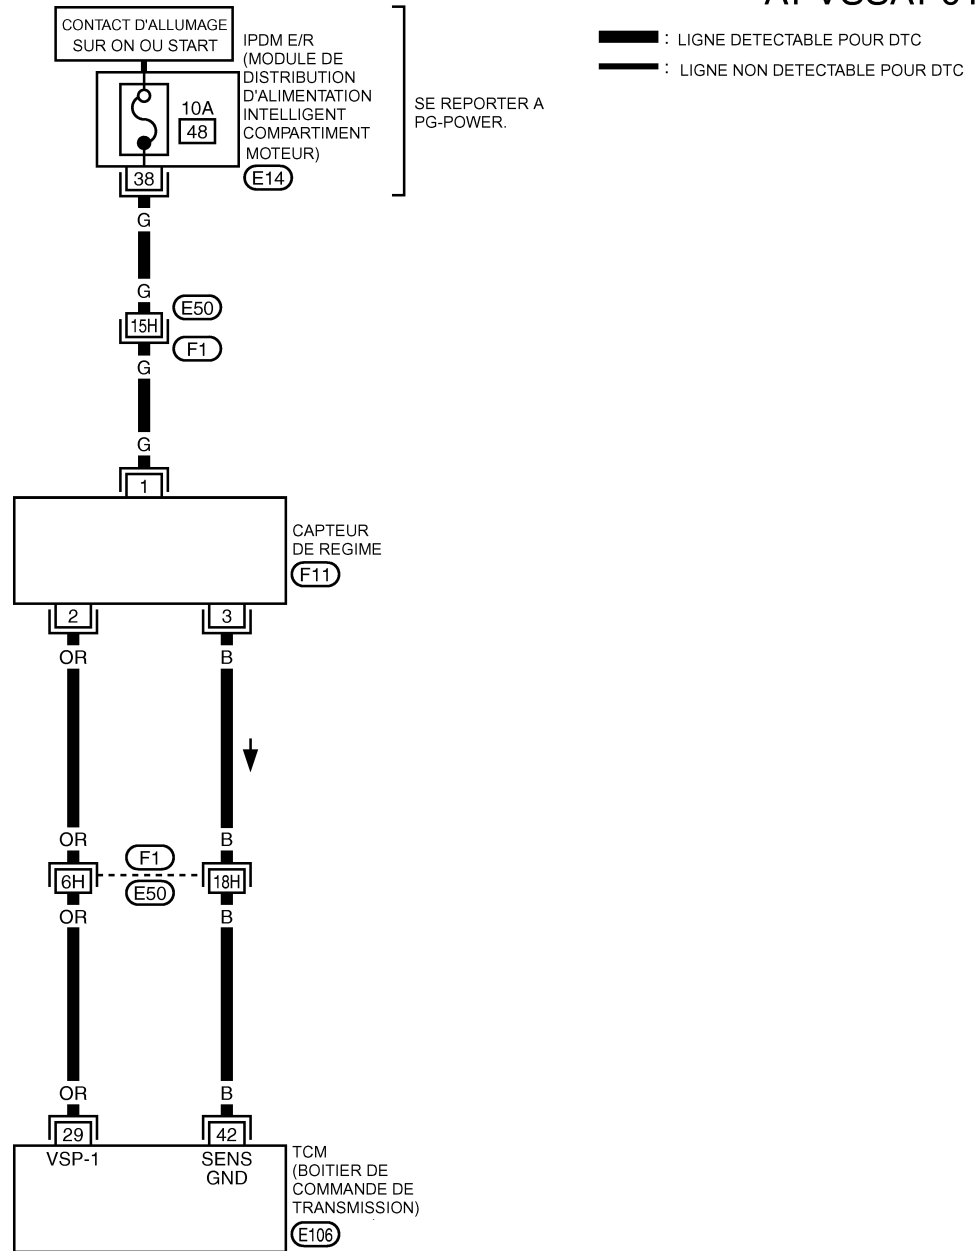 CONTACT D'ALLUMAGE
SUR ON OU START
IPDM E/R
(MODULE DE
DISTRIBUTION
D'ALIMENTATION
INTELLIGENT
COMPARTIMENT
MOTEUR)
E14
10A
48
38
SE REPORTER A
PG-POWER.
: LIGNE DETECTABLE POUR DTC
: LIGNE NON DETECTABLE POUR DTC
G
G
E50
15H
F1
G
G
1
CAPTEUR
DE REGIME
F11
2
3
OR
B
OR
B
F1
6H
18H
E50
OR
B
OR
B
29
42
VSP-1
SENS
GND
TCM
(BOITIER DE
COMMANDE DE
TRANSMISSION)
E106